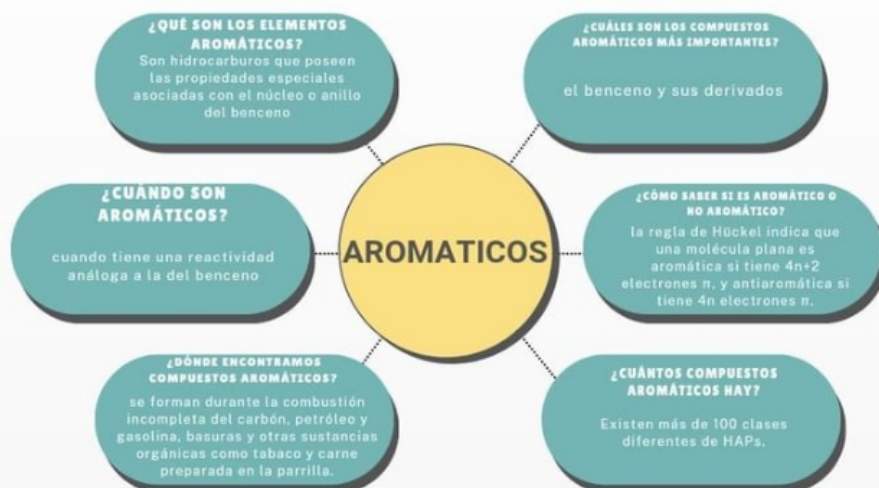 ¿QUÉ SON LOS ELEMENTOS
AROMÁTICOS?
Son hidrocarburos que poseen
las propiedades especiales
asociadas con el núcleo o anillo
del benceno
¿CUÁLES SON LOS COMPUESTOS
AROMÁTICOS MÁS IMPORTANTES?
el benceno y sus derivados
¿CUÁNDO SON
AROMÁTICOS?
cuando tiene una reactividad
análoga a la del benceno
AROMATICOS
¿CÓMO SABER SI ES AROMÁTICO O
NO AROMÁTICO?
la regla de Hückel indica que
una molécula plana es
aromática si tiene 4n+2
electrones π, y antiaromática si
tiene 4n electrones π.
¿DÓNDE ENCONTRAMOS
COMPUESTOS AROMÁTICOS?
se forman durante la combustión
incompleta del carbón, petróleo y
gasolina, basuras y otras sustancias
orgánicas como tabaco y carne
preparada en la parrilla.
¿CUÁNTOS COMPUESTOS
AROMÁTICOS HAY?
Existen más de 100 clases
diferentes de HAPs.